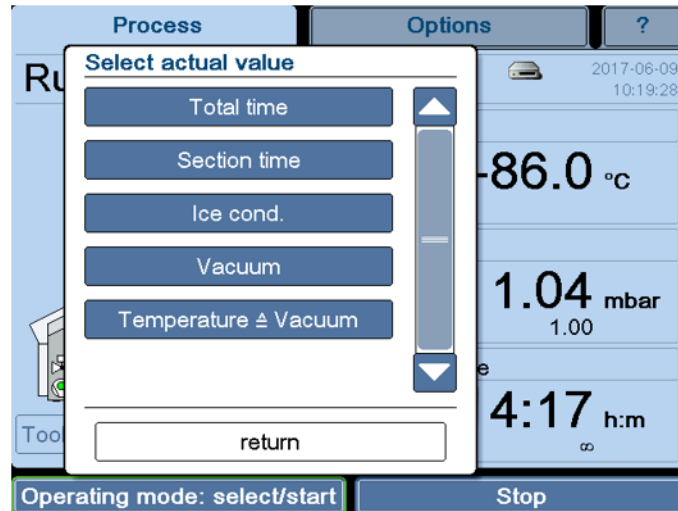 Process
Options
?
Ru
Select actual value
2017-06-09
10:19:28
Total time
Section time
-86.0 °C
Ice cond.
Vacuum
1.04 mbar
1.00
Temperature ≙ Vacuum
e
4:17 h:m
∞
Tool
return
Operating mode: select/start
Stop